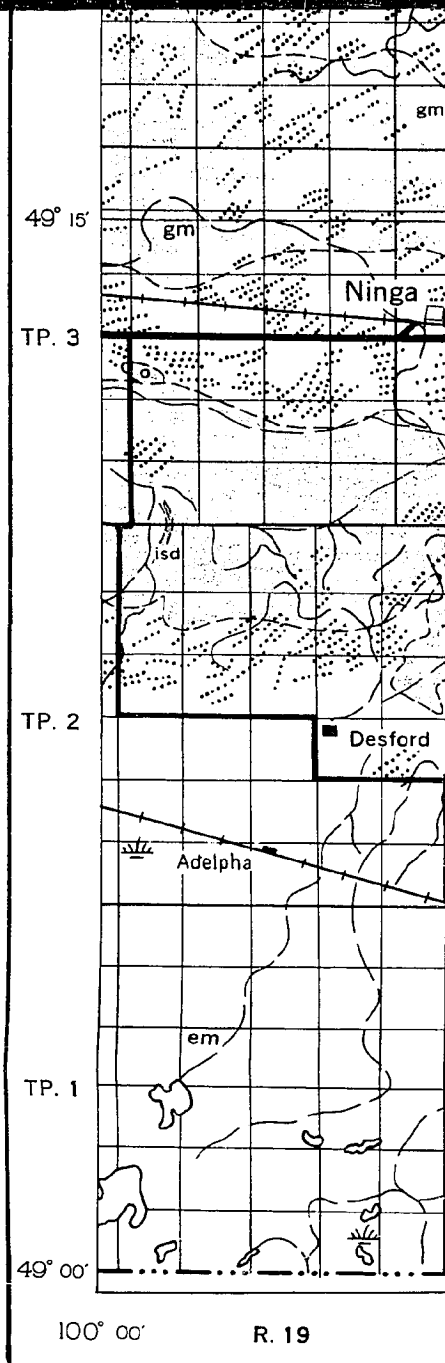 gm
49° 15'
gm
Ninga
TP. 3
o
isd
TP. 2
Desford
Adelpha
em
TP. 1
49° 00'
100° 00'
R. 19